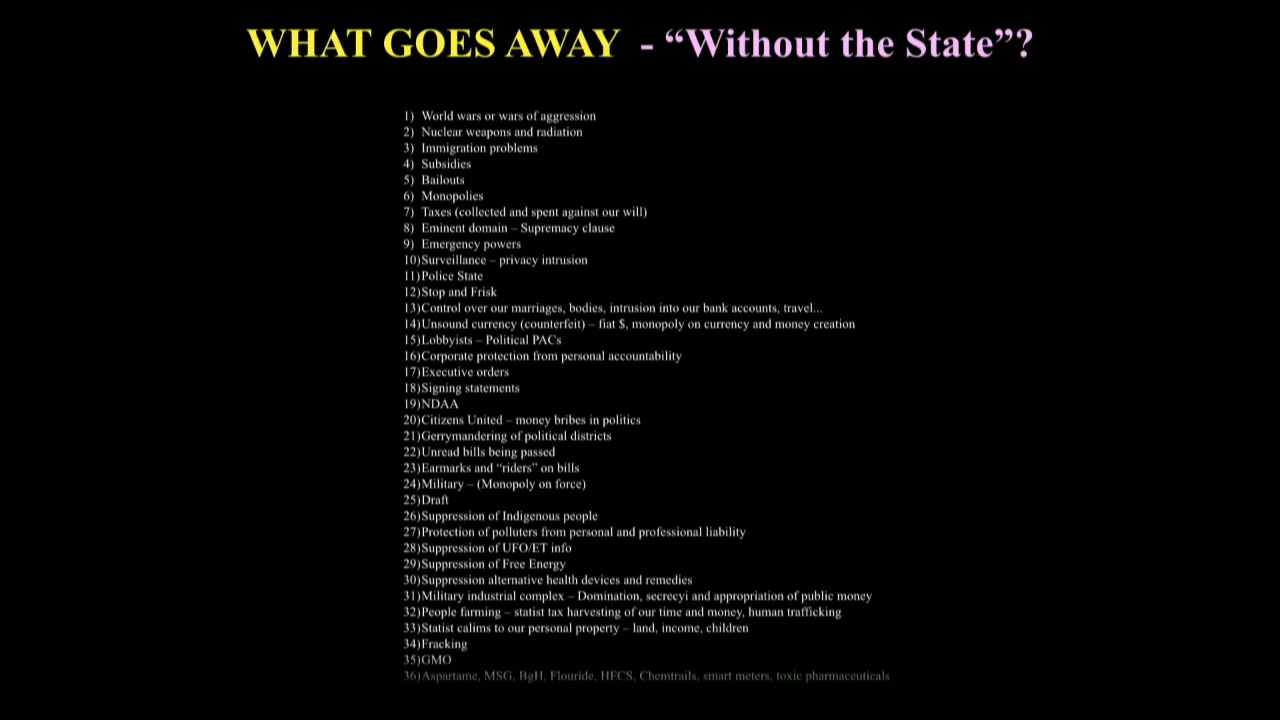 WHAT GOES AWAY - “Without the State”?
1) World wars or wars of aggression
2) Nuclear weapons and radiation
3) Immigration problems
4) Subsidies
5) Bailouts
6) Monopolies
7) Taxes (collected and spent against our will)
8) Eminent domain – Supremacy clause
9) Emergency powers
10)Surveillance – privacy intrusion
11)Police State
12)Stop and Frisk
13)Control over our marriages, bodies, intrusion into our bank accounts, travel...
14)Unsound currency (counterfeit) – fiat $, monopoly on currency and money creation
15)Lobbyists – Political PACs
16)Corporate protection from personal accountability
17)Executive orders
18)Signing statements
19)NDAA
20)Citizens United – money bribes in politics
21)Gerrymandering of political districts
22)Unread bills being passed
23)Earmarks and “riders” on bills
24)Military – (Monopoly on force)
25)Draft
26)Suppression of Indigenous people
27)Protection of polluters from personal and professional liability
28)Suppression of UFO/ET info
29)Suppression of Free Energy
30)Suppression alternative health devices and remedies
31)Military industrial complex – Domination, secrecyi and appropriation of public money
32)People farming – statist tax harvesting of our time and money, human trafficking
33)Statist calims to our personal property – land, income, children
34)Fracking
35)GMO
36)Aspartame, MSG, BgH, Flouride, HFCS, Chemtrails, smart meters, toxic pharmaceuticals